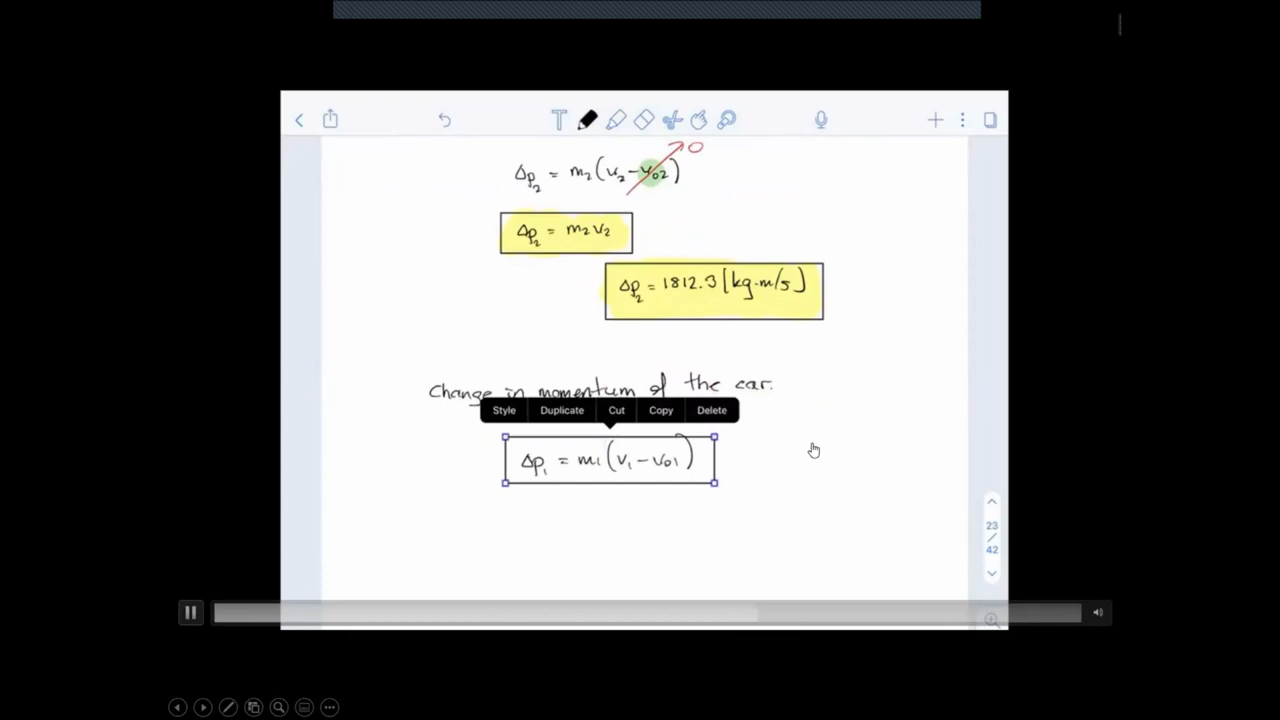 Δp₂ = m₂(v₂ - v₀₂) 0
Δp₂ = m₂v₂
Δp₂ = 1812.3 [kg·m/s]
Change in momentum of the car.
Style Duplicate Cut Copy Delete
Δp₁ = m₁(v₁ - v₀₁)
23
/
42